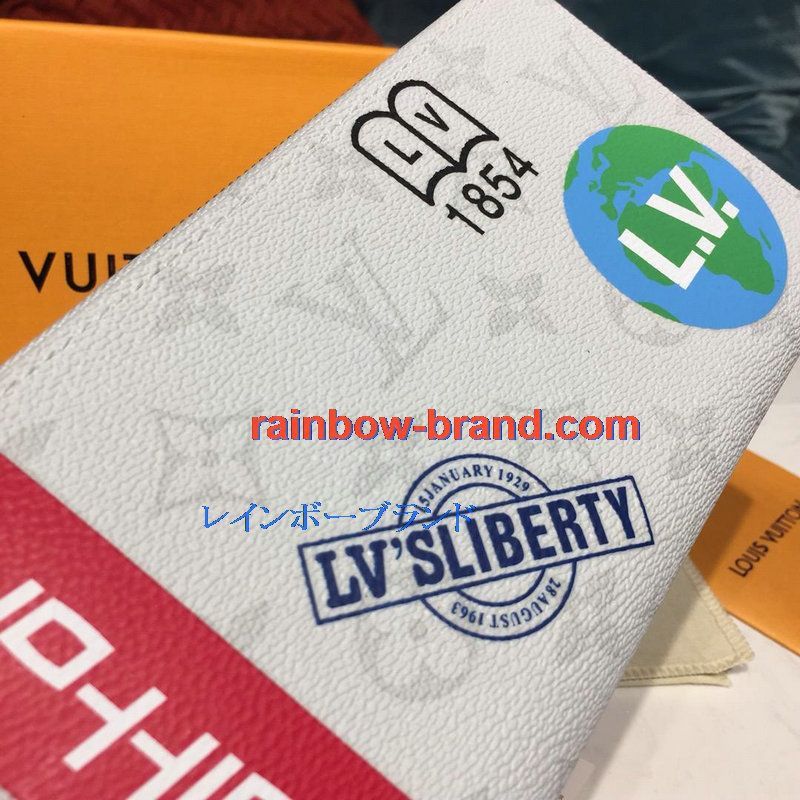 LV
1854
L.V.
VUIT
rainbow-brand.com
レインボーブランド
5 JANUARY 1929
LV'SLIBERTY
28 AUGUST 1963
LOUIS VUITTON